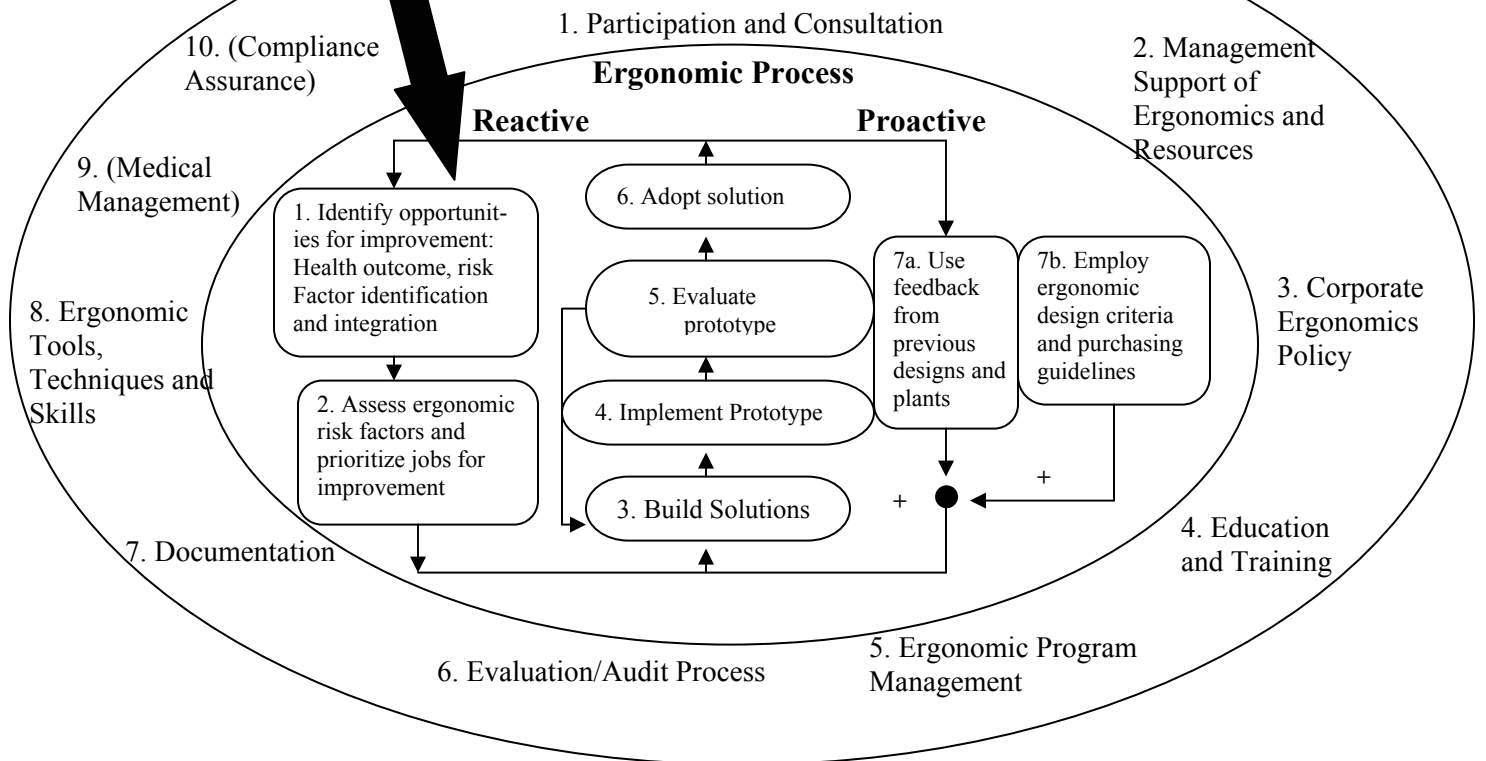 1. Participation and Consultation
10. (Compliance
Assurance)
2. Management
Support of
Ergonomics and
Resources
Ergonomic Process
Reactive
Proactive
9. (Medical
Management)
1. Identify opportunit-
ies for improvement:
Health outcome, risk
Factor identification
and integration
6. Adopt solution
5. Evaluate
prototype
7a. Use
feedback
from
previous
designs and
plants
7b. Employ
ergonomic
design criteria
and purchasing
guidelines
3. Corporate
Ergonomics
Policy
8. Ergonomic
Tools,
Techniques and
Skills
2. Assess ergonomic
risk factors and
prioritize jobs for
improvement
4. Implement Prototype
3. Build Solutions
+
+
4. Education
and Training
7. Documentation
5. Ergonomic Program
Management
6. Evaluation/Audit Process